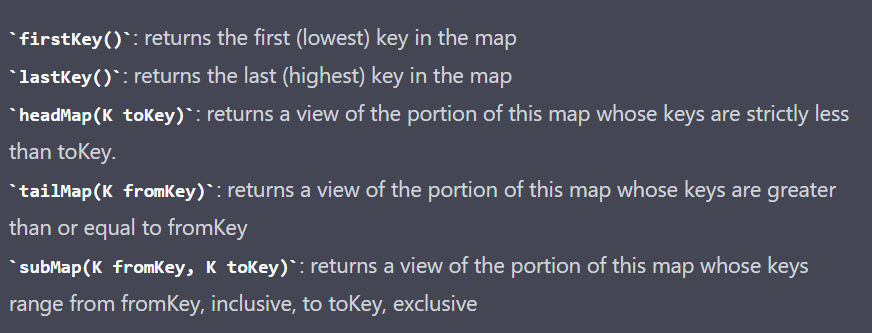 `firstKey()`: returns the first (lowest) key in the map
`lastKey()`: returns the last (highest) key in the map
`headMap(K toKey)`: returns a view of the portion of this map whose keys are strictly less
than toKey.
`tailMap(K fromKey)`: returns a view of the portion of this map whose keys are greater
than or equal to fromKey
`subMap(K fromKey, K toKey)`: returns a view of the portion of this map whose keys
range from fromKey, inclusive, to toKey, exclusive